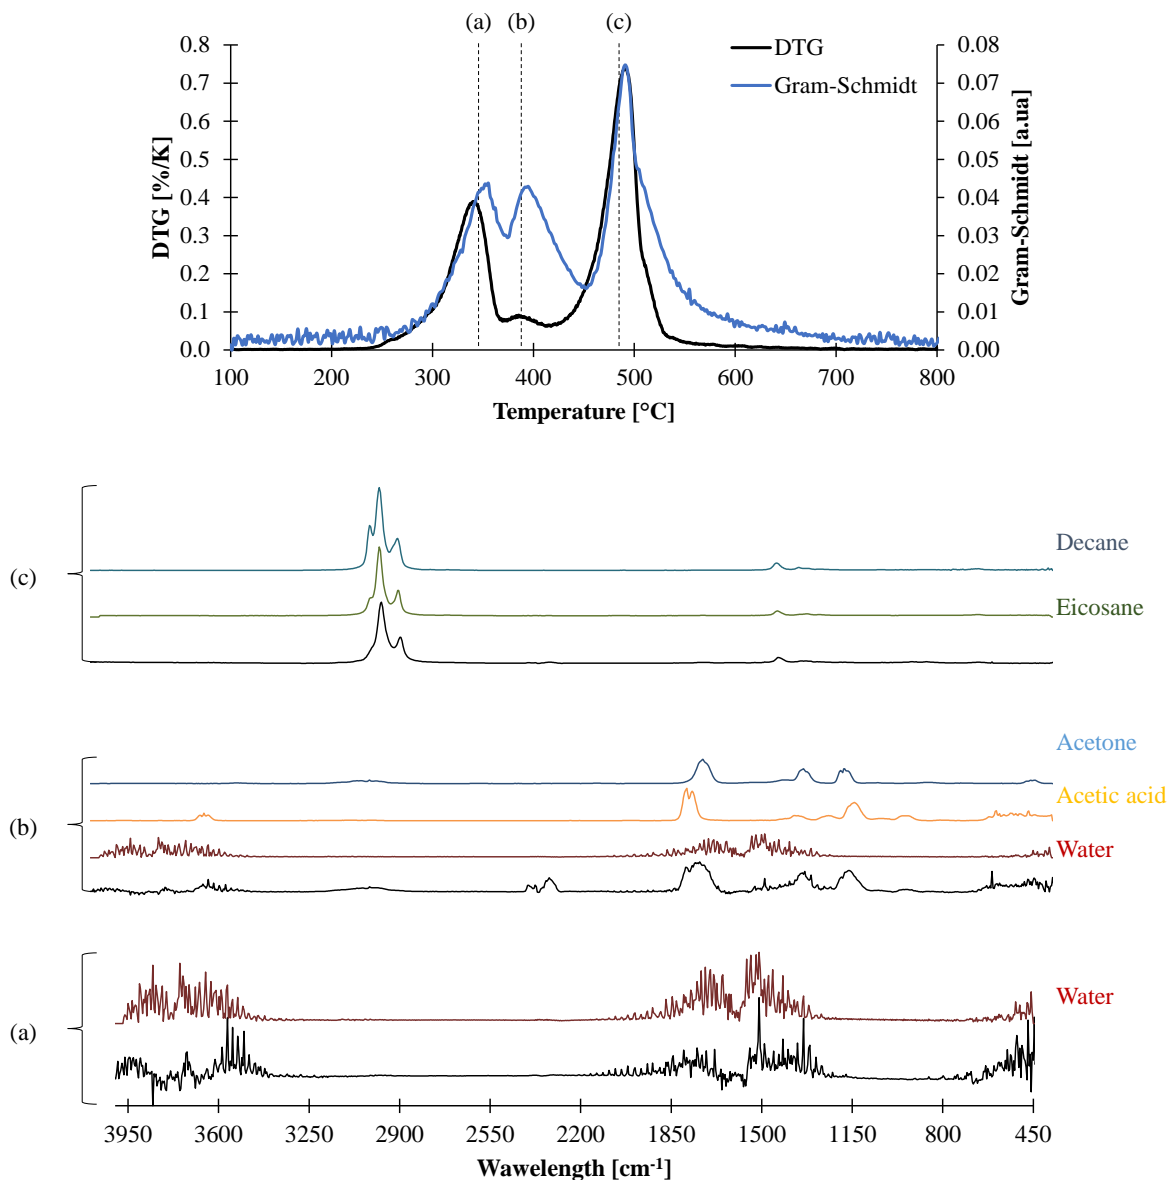 (a) (b) (c)
DTG
Gram-Schmidt
0.8
0.7
0.6
0.5
0.4
0.3
0.2
0.1
0.0
DTG [%/K]
0.08
0.07
0.06
0.05
0.04
0.03
0.02
0.01
0.00
Gram-Schmidt [a.ua]
100 200 300 400 500 600 700 800
Temperature [°C]
(c)
Decane
Eicosane
(b)
Acetone
Acetic acid
Water
(a)
Water
3950 3600 3250 2900 2550 2200 1850 1500 1150 800 450
Wawelength [cm-1]